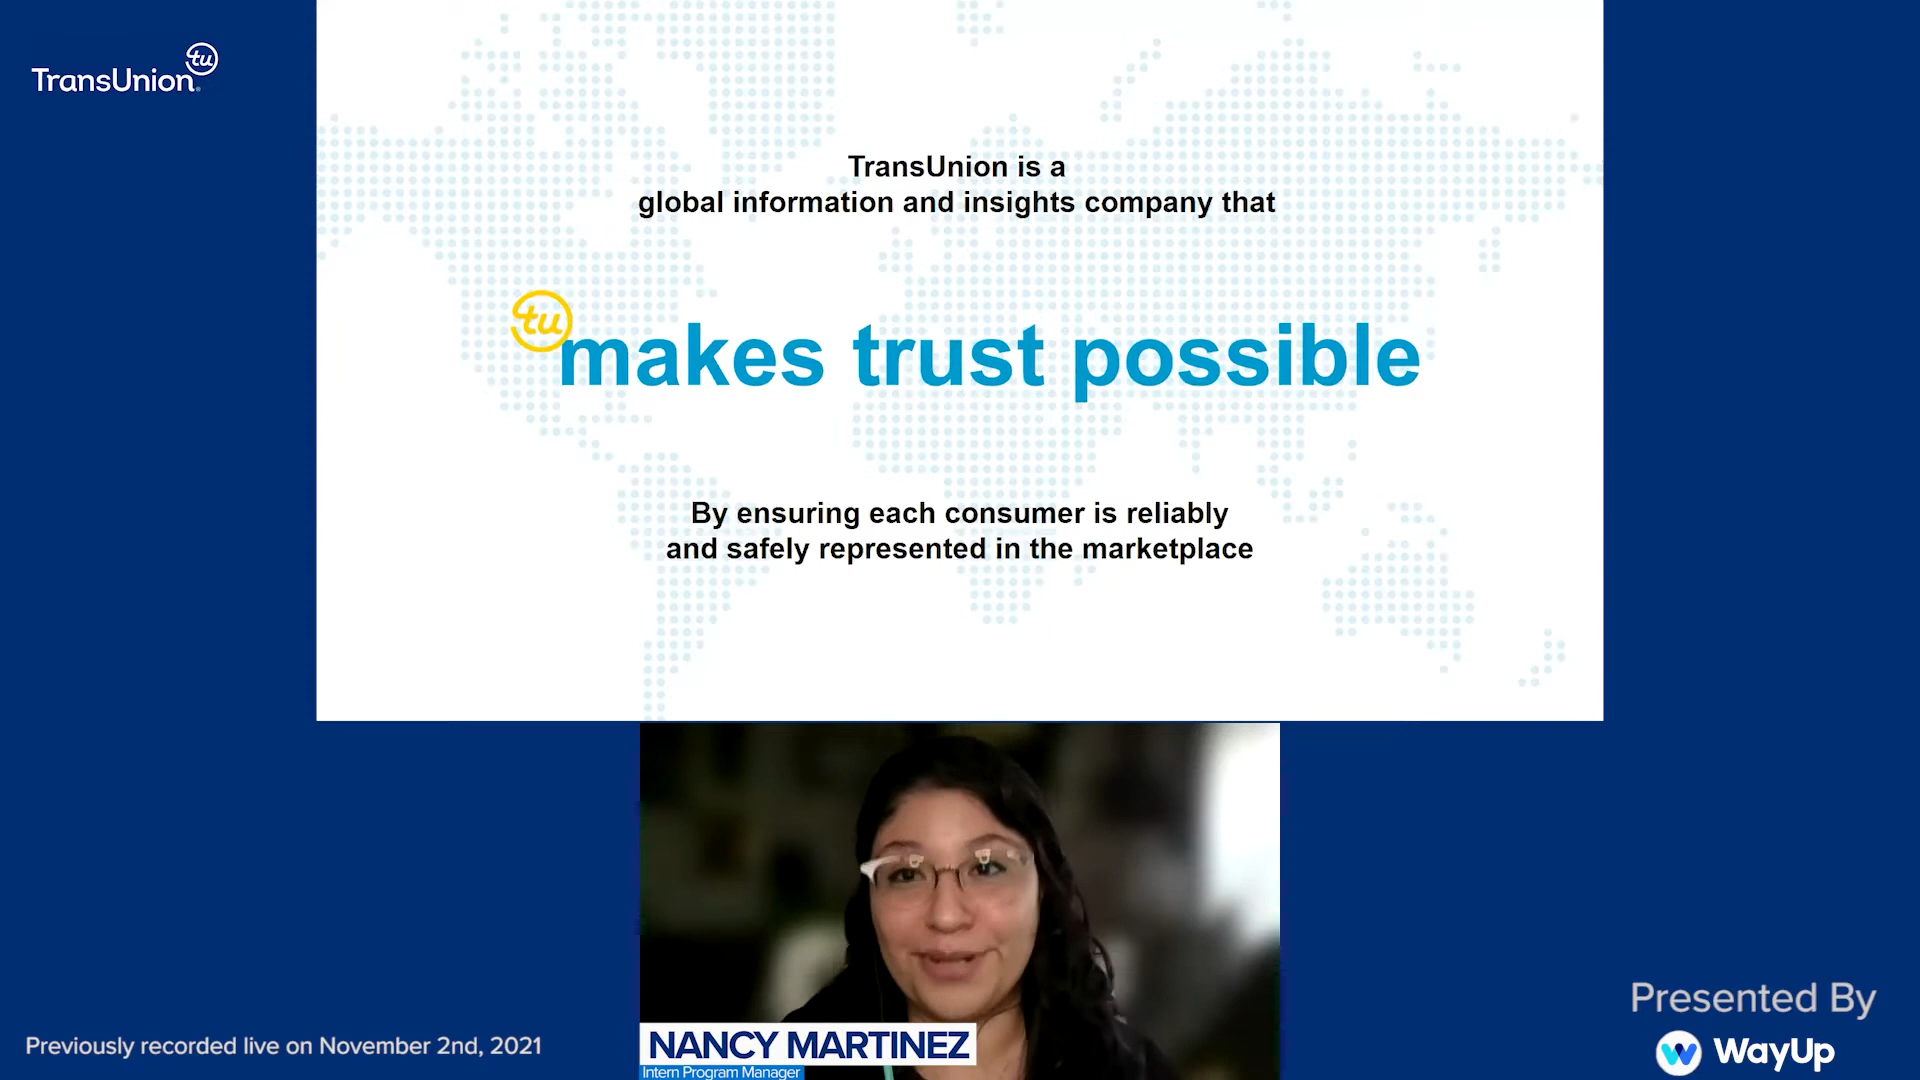 TransUnion
tu
TransUnion is a
global information and insights company that
tu
makes trust possible
By ensuring each consumer is reliably
and safely represented in the marketplace
NANCY MARTINEZ
Intern Program Manager
Previously recorded live on November 2nd, 2021
Presented By
WayUp